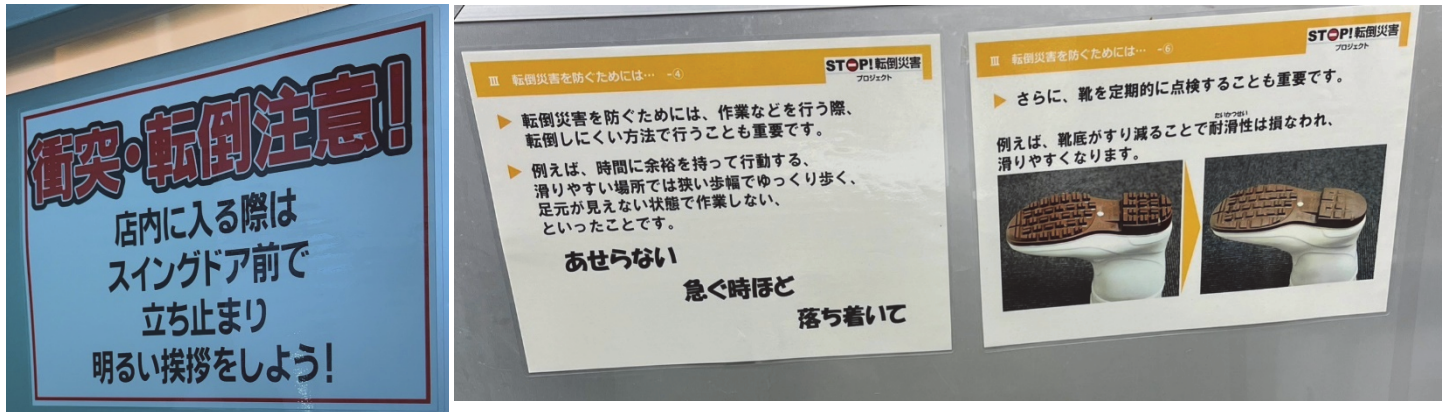 衝突・転倒注意!
店内に入る際は
スイングドア前で
立ち止まり
明るい挨拶をしよう!
Ⅲ 転倒災害を防ぐためには… -④
STOP!転倒災害
プロジェクト
▶ 転倒災害を防ぐためには、作業などを行う際、
転倒しにくい方法で行うことも重要です。
▶ 例えば、時間に余裕を持って行動する、
滑りやすい場所では狭い歩幅でゆっくり歩く、
足元が見えない状態で作業しない、
といったことです。
あせらない
急ぐ時ほど
落ち着いて
Ⅲ 転倒災害を防ぐためには… -⑥
STOP!転倒災害
プロジェクト
▶ さらに、靴を定期的に点検することも重要です。
たいかつせい
例えば、靴底がすり減ることで耐滑性は損なわれ、
滑りやすくなります。